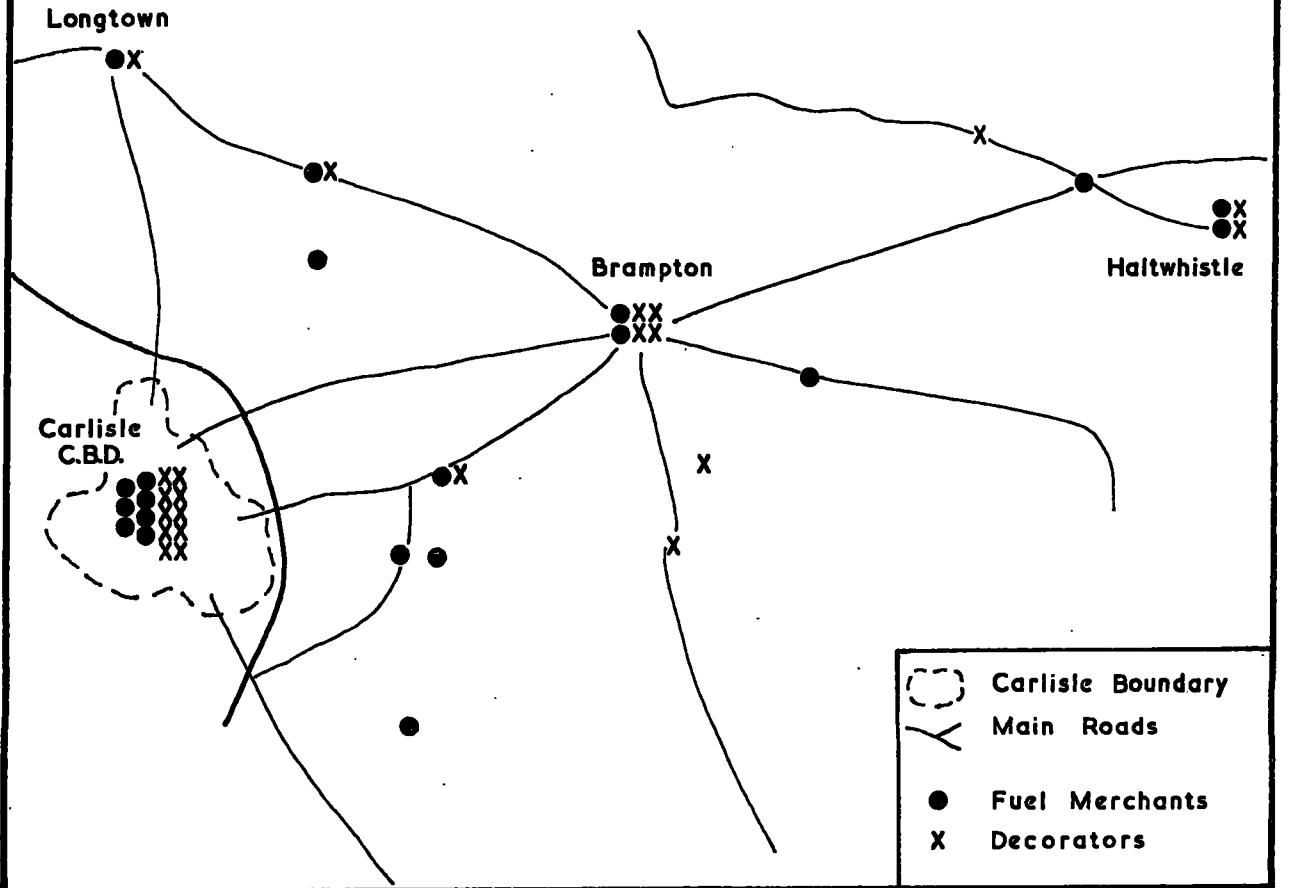 Longtown
Brampton
Haltwhistle
Carlisle
C.B.D.
Carlisle Boundary
Main Roads
Fuel Merchants
Decorators